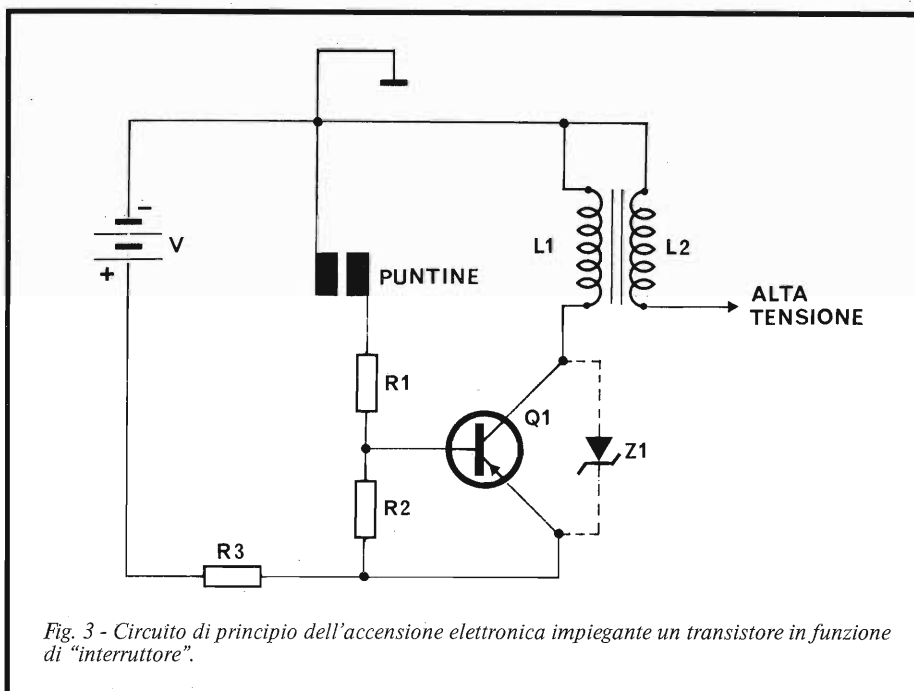 −
V
+
PUNTINE
L1
L2
ALTA
TENSIONE
R1
Q1
Z1
R2
R3
Fig. 3 - Circuito di principio dell'accensione elettronica impiegante un transistore in funzione
di “interruttore”.